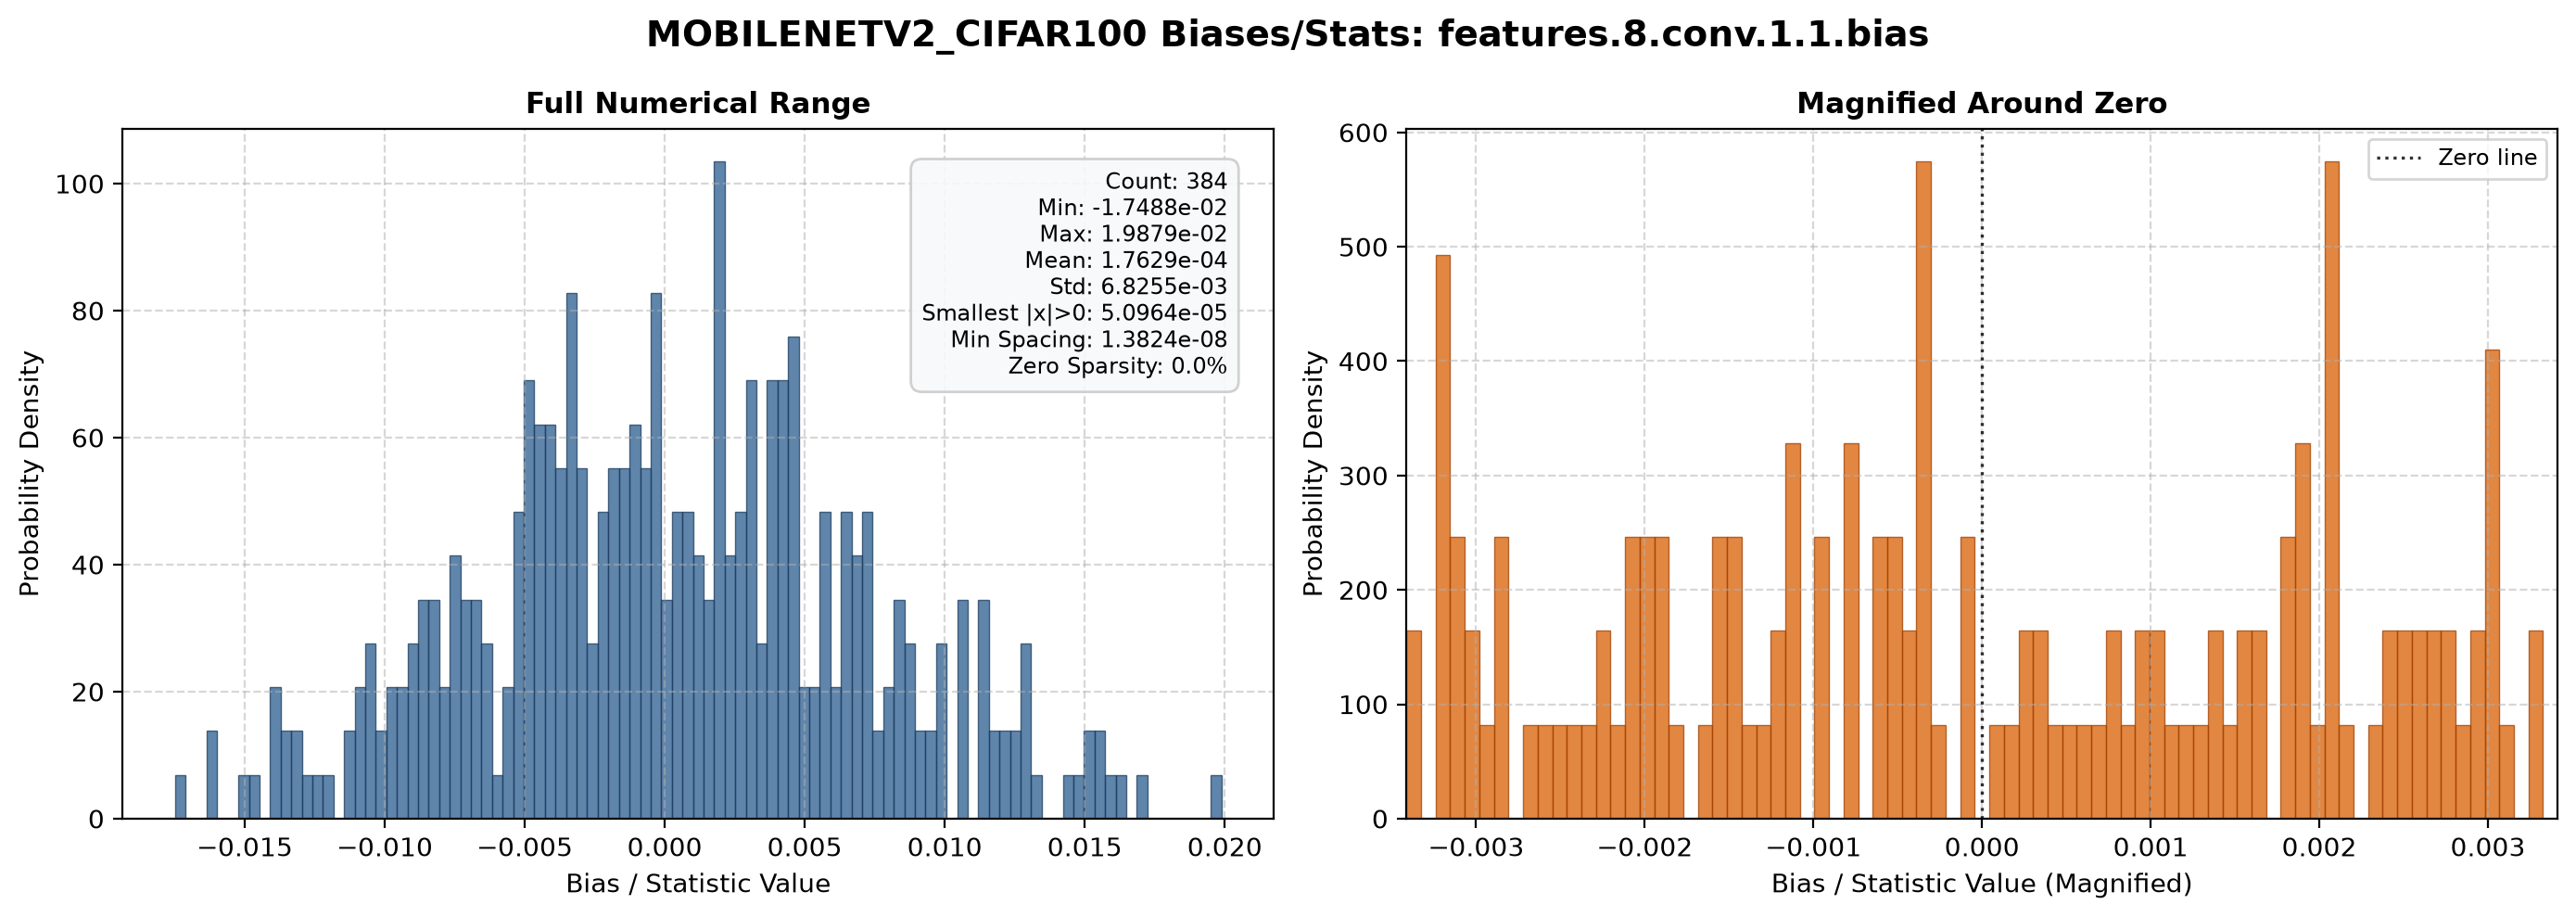 MOBILENETV2_CIFAR100 Biases/Stats: features.8.conv.1.1.bias
Full Numerical Range
Probability Density
100
80
60
40
20
0
Count: 384
Min: -1.7488e-02
Max: 1.9879e-02
Mean: 1.7629e-04
Std: 6.8255e-03
Smallest |x|>0: 5.0964e-05
Min Spacing: 1.3824e-08
Zero Sparsity: 0.0%
−0.015 −0.010 −0.005 0.000 0.005 0.010 0.015 0.020
Bias / Statistic Value
Magnified Around Zero
Probability Density
600
500
400
300
200
100
0
Zero line
−0.003 −0.002 −0.001 0.000 0.001 0.002 0.003
Bias / Statistic Value (Magnified)